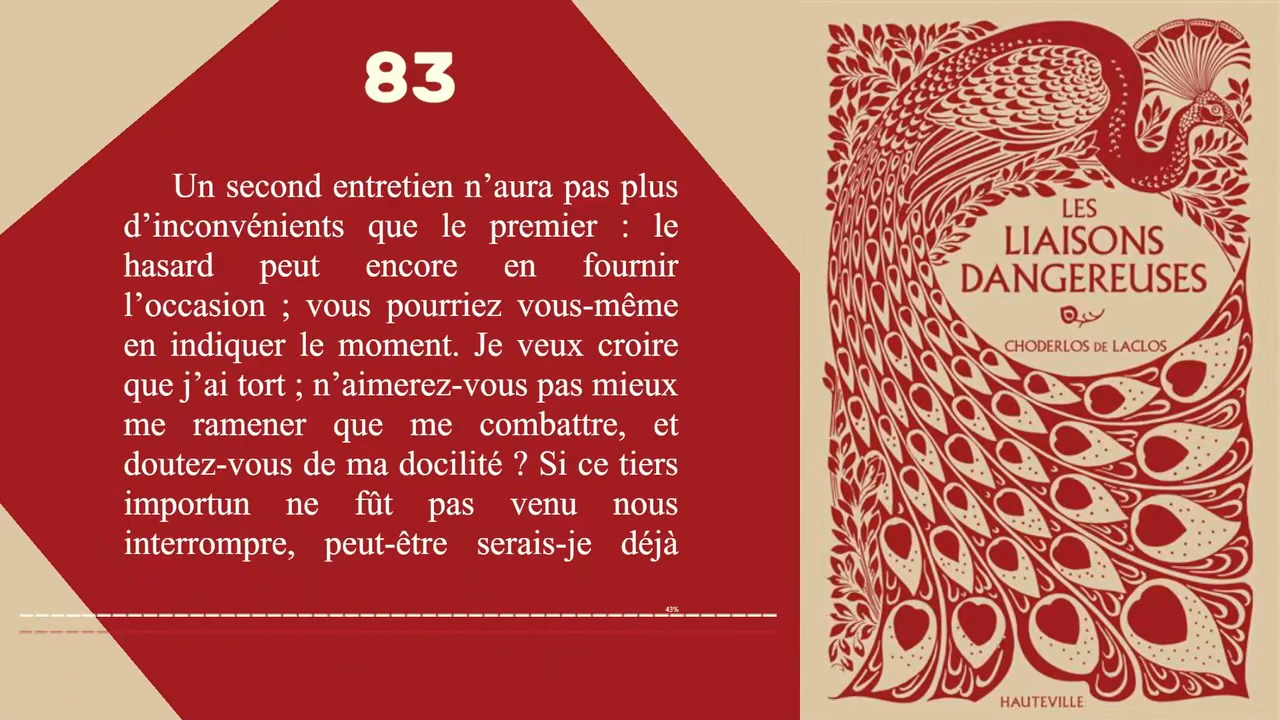 83
Un second entretien n’aura pas plus
d’inconvénients que le premier : le
hasard peut encore en fournir
l’occasion ; vous pourriez vous-même
en indiquer le moment. Je veux croire
que j’ai tort ; n’aimerez-vous pas mieux
me ramener que me combattre, et
doutez-vous de ma docilité ? Si ce tiers
importun ne fût pas venu nous
interrompre, peut-être serais-je déjà
43%
LES
LIAISONS
DANGEREUSES
CHODERLOS DE LACLOS
HAUTEVILLE